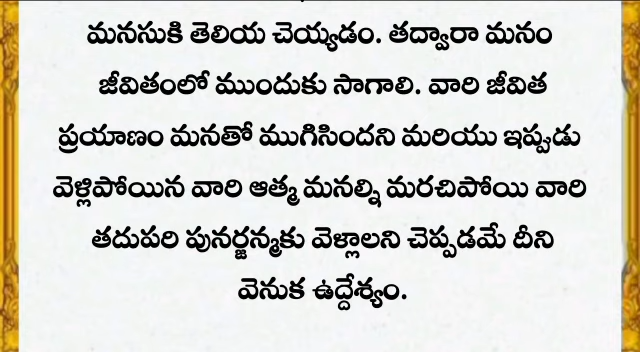 మనసుకి తెలియ చెయ్యడం. తద్వారా మనం
జీవితంలో ముందుకు సాగాలి. వారి జీవిత
ప్రయాణం మనతో ముగిసిందని మరియు ఇప్పుడు
వెళ్లిపోయిన వారి ఆత్మ మనల్ని మరచిపోయి వారి
తదుపరి పునర్జన్మకు వెళ్లాలని చెప్పడమే దీని
వెనుక ఉద్దేశ్యం.